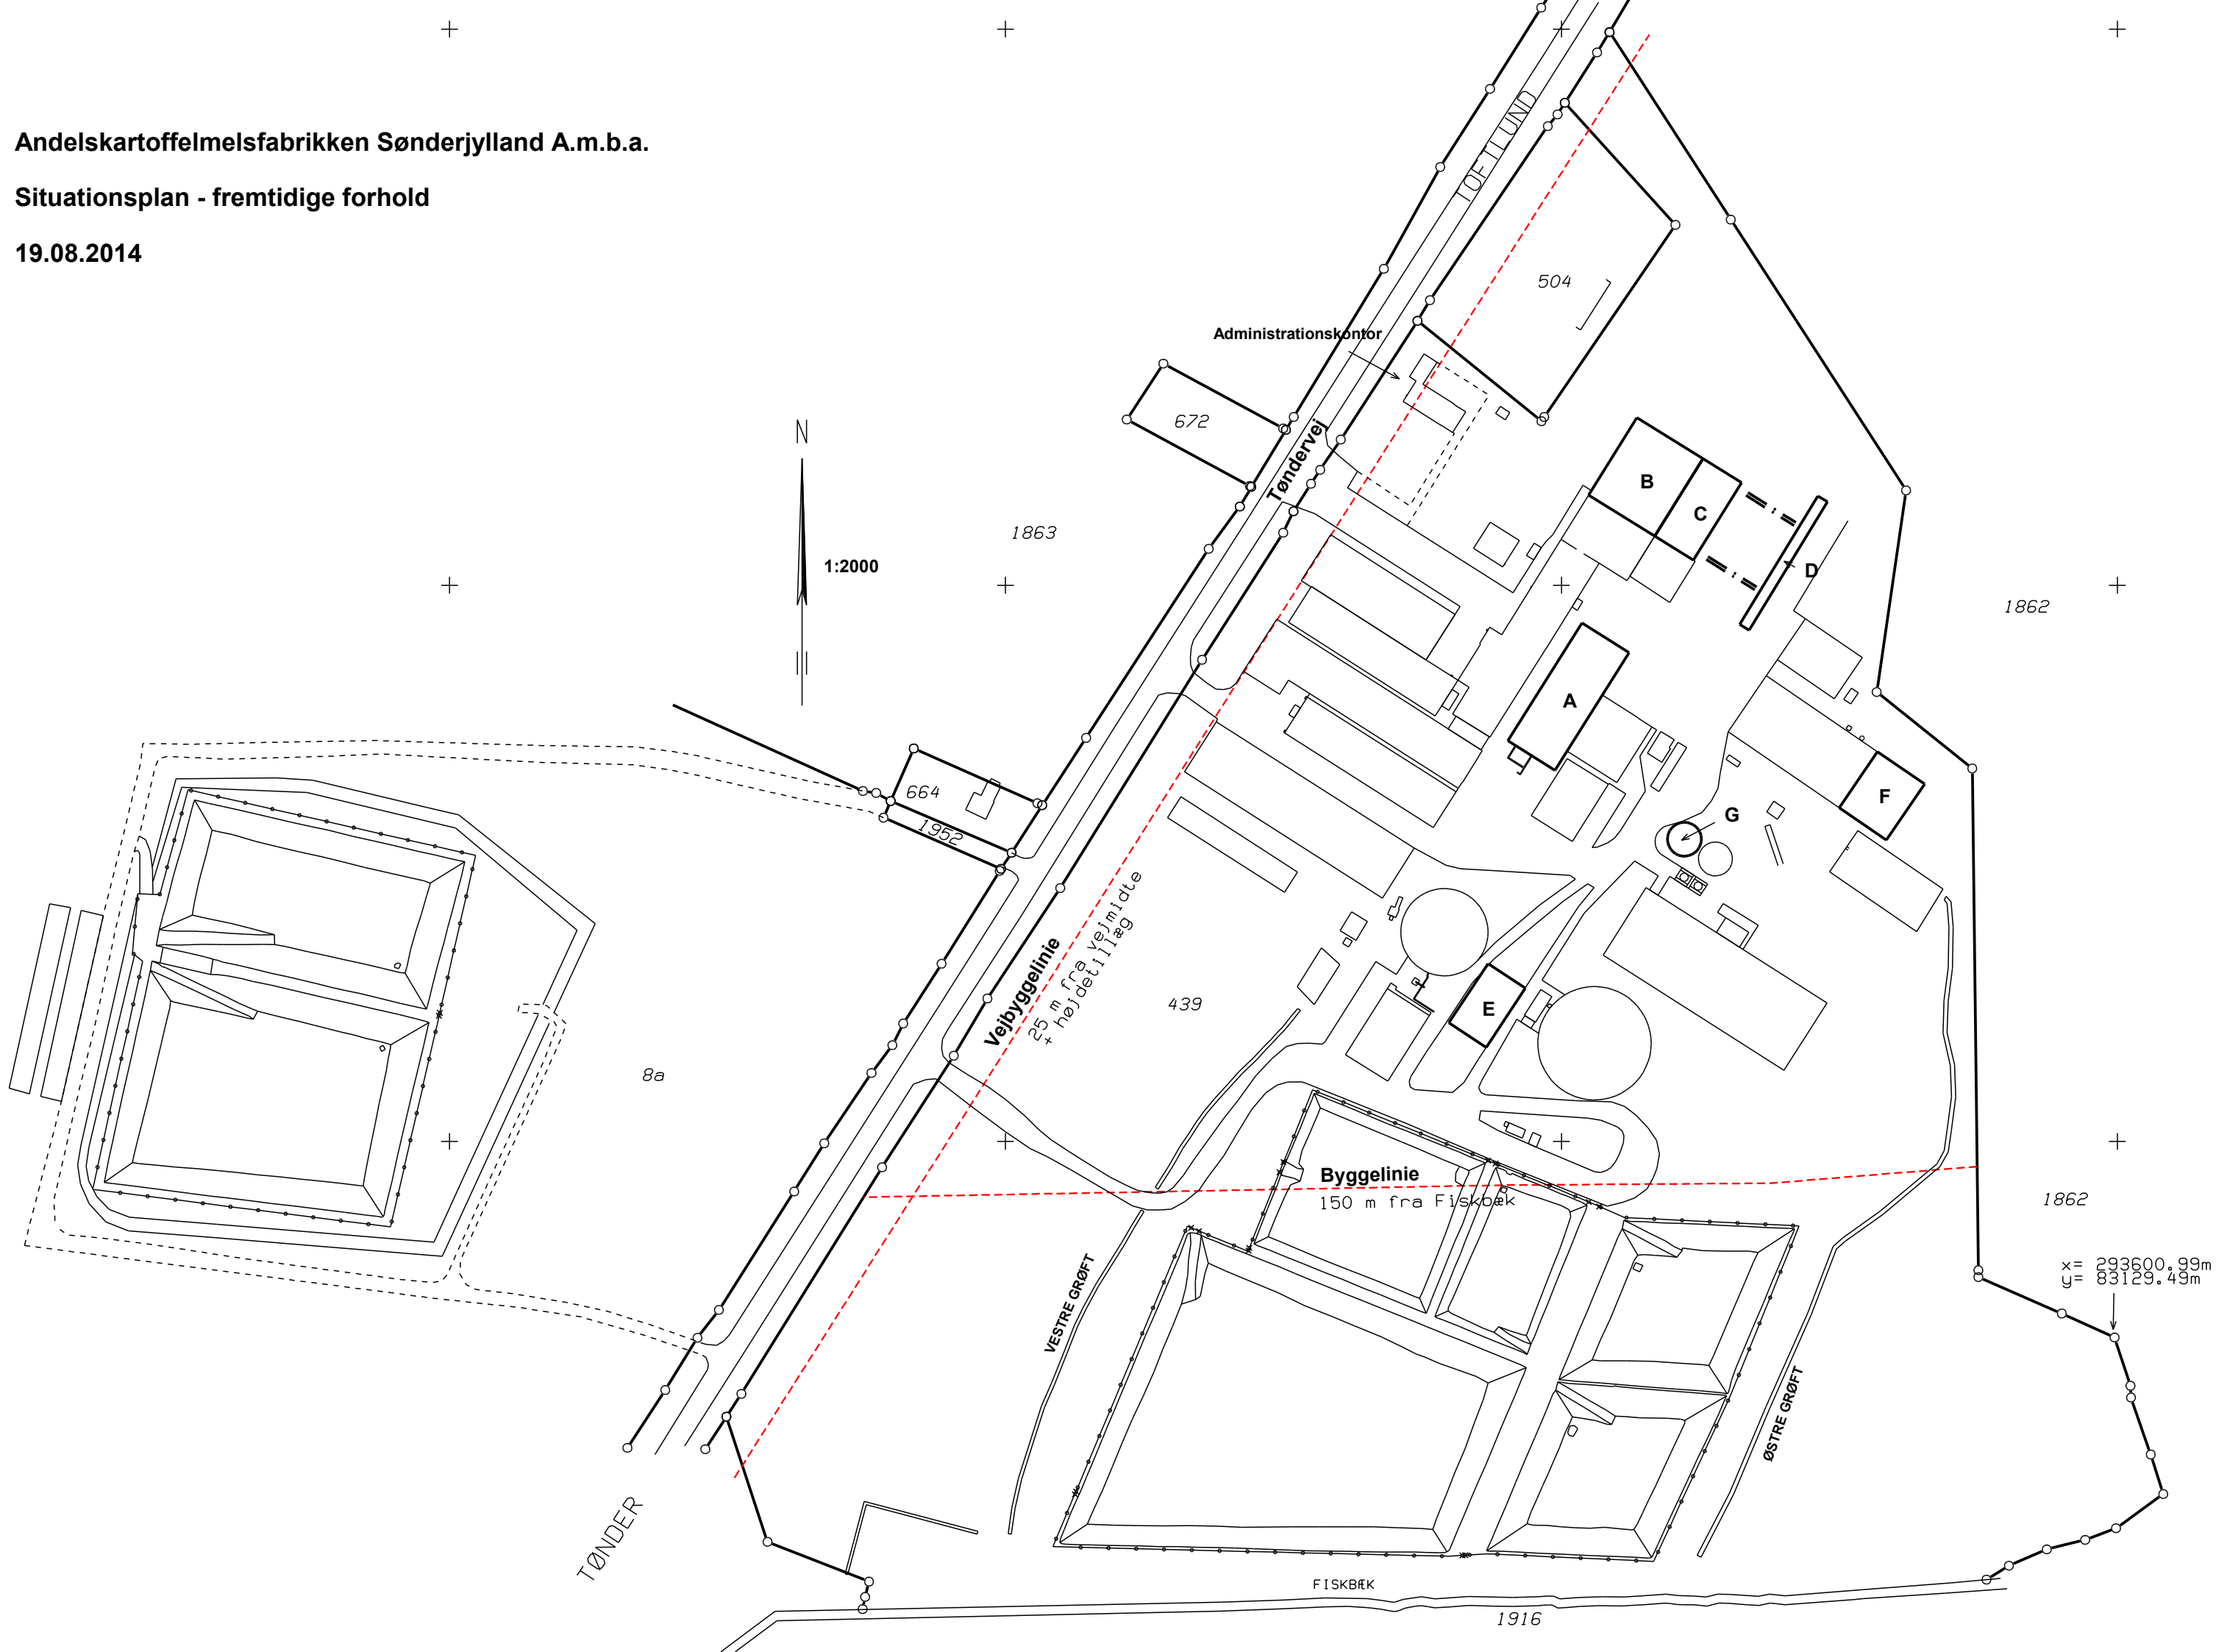 Andelskartoffelmelsfabrikken Sønderjylland A.m.b.a.
Situationsplan - fremtidige forhold
19.08.2014
TOFTLUND
504
Administrationskontor
672
Tøndervej
N
1:2000
1863
B
C
D
1862
A
664
1952
F
G
Vejbyggelinie
25 m fra vejmidte
+ højdetillæg
439
E
8a
Byggelinie
150 m fra Fiskbæk
1862
x= 293600.99m
y= 83129.49m
VESTRE GRØFT
ØSTRE GRØFT
TØNDER
FISKBÆK
1916